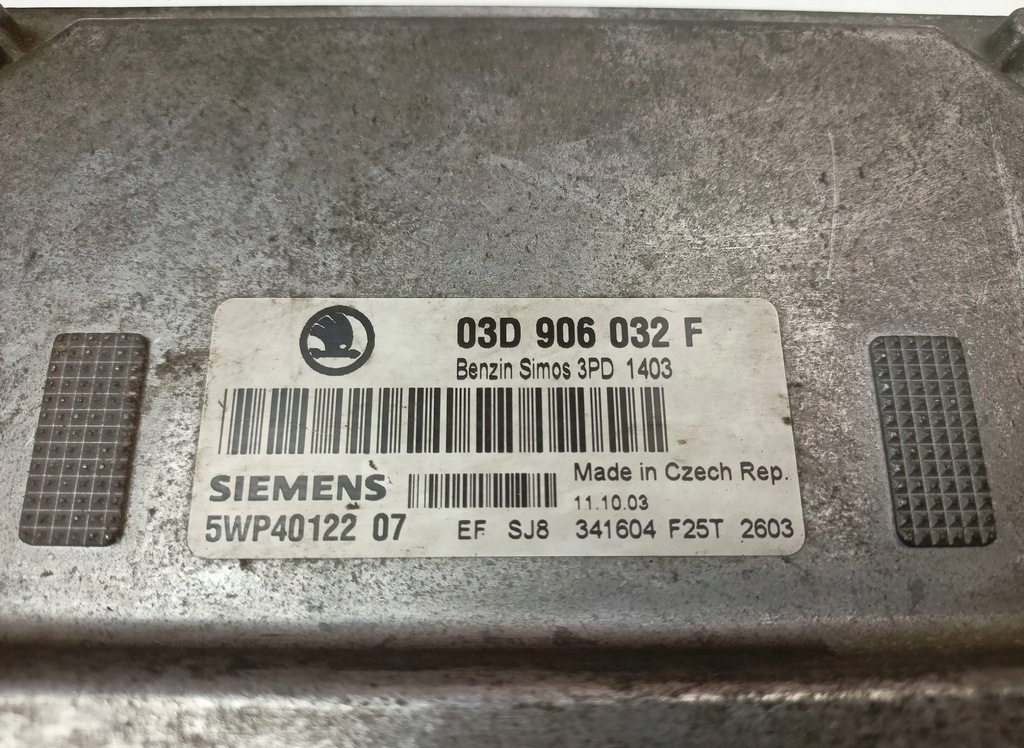 03D 906 032 F
Benzin Simos 3PD 1403
SIEMENS
Made in Czech Rep.
11.10.03
5WP40122 07
EF SJ8 341604 F25T 2603